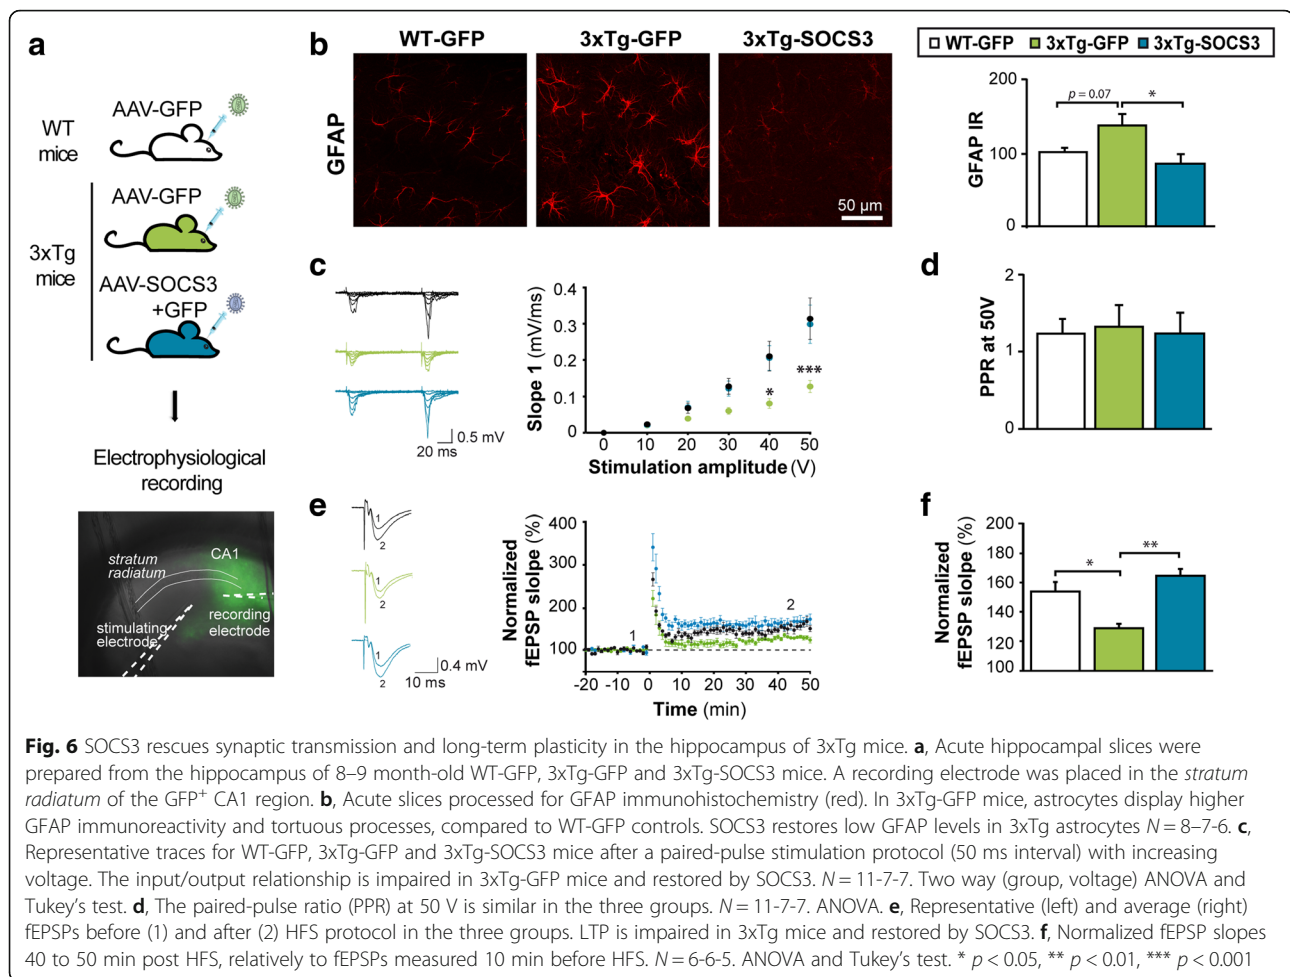 a
AAV-GFP
WT
mice
AAV-GFP
3xTg
mice
AAV-SOCS3
+GFP
Electrophysiological
recording
CA1
stratum
radiatum
stimulating
electrode
recording
electrode
b
WT-GFP 3xTg-GFP 3xTg-SOCS3
GFAP
50 µm
WT-GFP 3xTg-GFP 3xTg-SOCS3
200
100
0
GFAP IR
p = 0.07
*
c
0.5 mV
20 ms
Slope 1 (mV/ms)
0.4
0.3
0.2
0.1
0
*
***
0 10 20 30 40 50
Stimulation amplitude (V)
d
PPR at 50V
2
1
0
e
1
2
1
2
1
2
0.4 mV
10 ms
Normalized
fEPSP slolpe (%)
400
300
200
100
1
2
-20 -10 0 10 20 30 40 50
Time (min)
f
Normalized
fEPSP slolpe (%)
200
180
160
140
120
100
*
**
Fig. 6 SOCS3 rescues synaptic transmission and long-term plasticity in the hippocampus of 3xTg mice. a, Acute hippocampal slices were
prepared from the hippocampus of 8–9 month-old WT-GFP, 3xTg-GFP and 3xTg-SOCS3 mice. A recording electrode was placed in the stratum
radiatum of the GFP⁺ CA1 region. b, Acute slices processed for GFAP immunohistochemistry (red). In 3xTg-GFP mice, astrocytes display higher
GFAP immunoreactivity and tortuous processes, compared to WT-GFP controls. SOCS3 restores low GFAP levels in 3xTg astrocytes N = 8–7-6. c,
Representative traces for WT-GFP, 3xTg-GFP and 3xTg-SOCS3 mice after a paired-pulse stimulation protocol (50 ms interval) with increasing
voltage. The input/output relationship is impaired in 3xTg-GFP mice and restored by SOCS3. N = 11-7-7. Two way (group, voltage) ANOVA and
Tukey's test. d, The paired-pulse ratio (PPR) at 50 V is similar in the three groups. N = 11-7-7. ANOVA. e, Representative (left) and average (right)
fEPSPs before (1) and after (2) HFS protocol in the three groups. LTP is impaired in 3xTg mice and restored by SOCS3. f, Normalized fEPSP slopes
40 to 50 min post HFS, relatively to fEPSPs measured 10 min before HFS. N = 6-6-5. ANOVA and Tukey's test. * p < 0.05, ** p < 0.01, *** p < 0.001